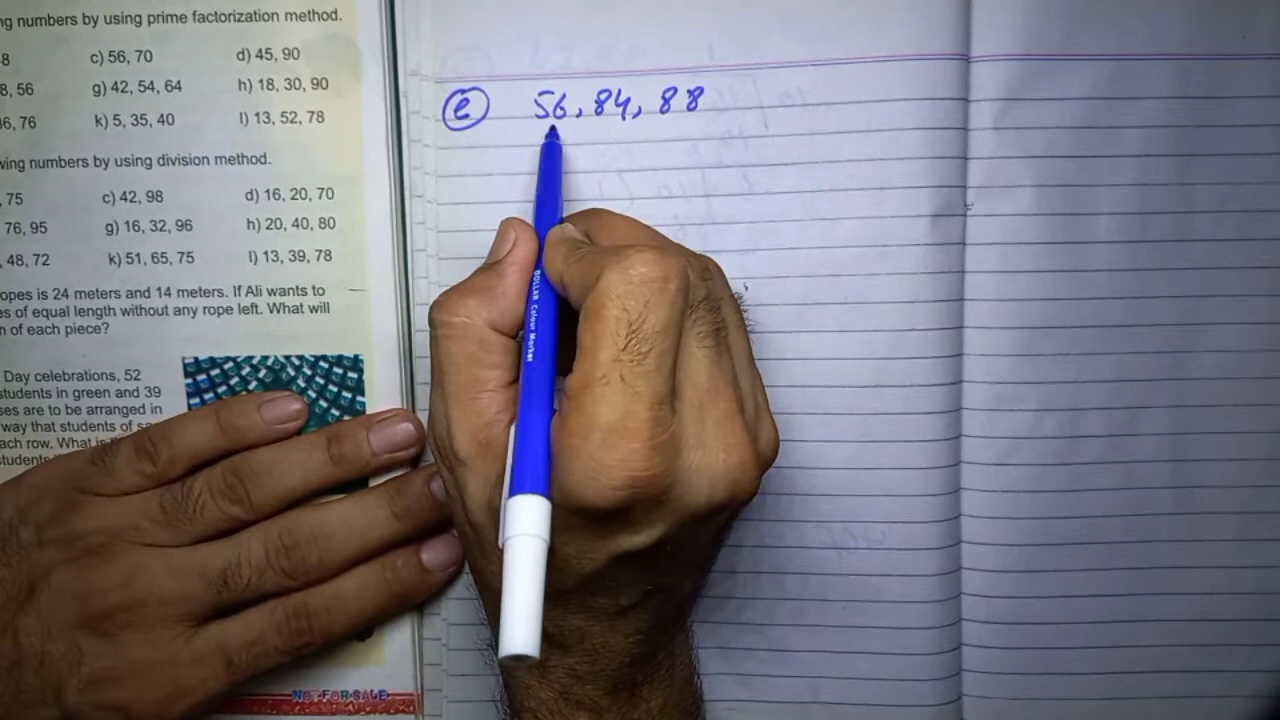 ng numbers by using prime factorization method.
8 c) 56, 70 d) 45, 90
8, 56 g) 42, 54, 64 h) 18, 30, 90
36, 76 k) 5, 35, 40 l) 13, 52, 78
wing numbers by using division method.
, 75 c) 42, 98 d) 16, 20, 70
76, 95 g) 16, 32, 96 h) 20, 40, 80
, 48, 72 k) 51, 65, 75 l) 13, 39, 78
opes is 24 meters and 14 meters. If Ali wants to
es of equal length without any rope left. What will
h of each piece?
Day celebrations, 52
students in green and 39
ses are to be arranged in
way that students of sa
ach row. What is
students
NOT FOR SALE
e 56, 84, 88
DOLLAR Colour Marker